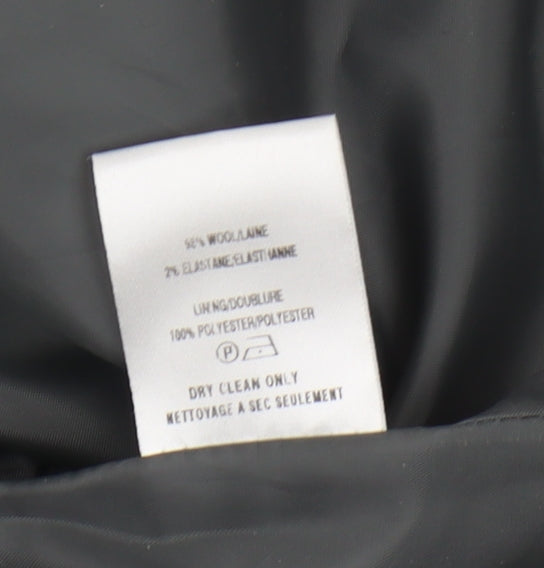 98% WOOL/LAINE
2% ELASTANE/ELASTHANNE
LINING/DOUBLURE
100% POLYESTER/POLYESTER
P
DRY CLEAN ONLY
NETTOYAGE A SEC SEULEMENT